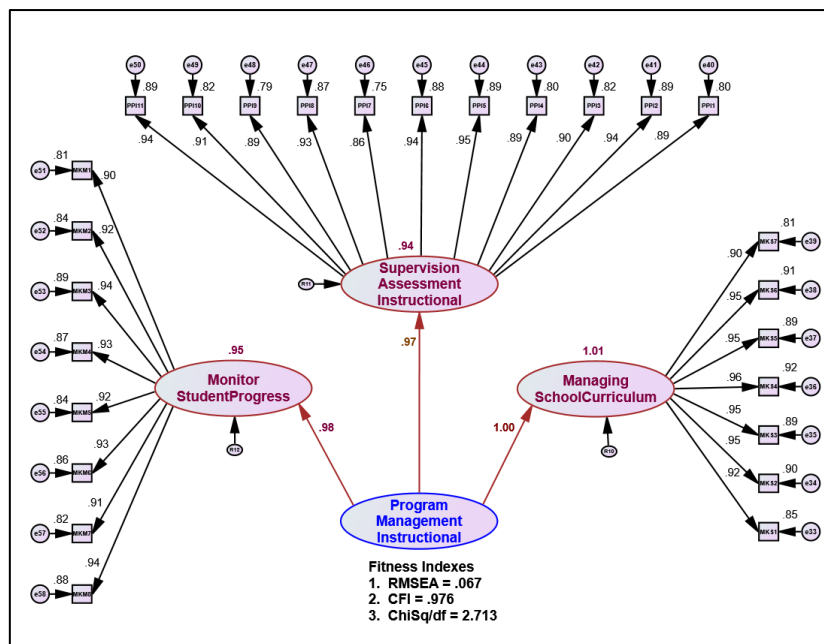 e50 e49 e48 e47 e46 e45 e44 e43 e42 e41 e40
.89 .82 .79 .87 .75 .88 .89 .80 .82 .89 .80
PPI11 PPI10 PPI9 PPI8 PPI7 PPI6 PPI5 PPI4 PPI3 PPI2 PPI1
.94 .91 .89 .93 .86 .94 .95 .89 .90 .94 .89
.81
e51 MKM1 .90
.84
e52 MKM2 .92
.89
e53 MKM3 .94
.87
e54 MKM4 .93
.84
e55 MKM5 .92
.86
e56 MKM6 .93
.82
e57 MKM7 .91
.88
e58 MKM8 .94
.94
Supervision
Assessment
Instructional
R11
.97
.95
Monitor
StudentProgress
R12
.98
1.01
Managing
SchoolCurriculum
R10
1.00
.81
.90 MKS7 e39
.91
.95 MKS6 e38
.89
.95 MKS5 e37
.92
.96 MKS4 e36
.89
.95 MKS3 e35
.90
.95 MKS2 e34
.85
.92 MKS1 e33
Program
Management
Instructional
Fitness Indexes
1. RMSEA = .067
2. CFI = .976
3. ChiSq/df = 2.713